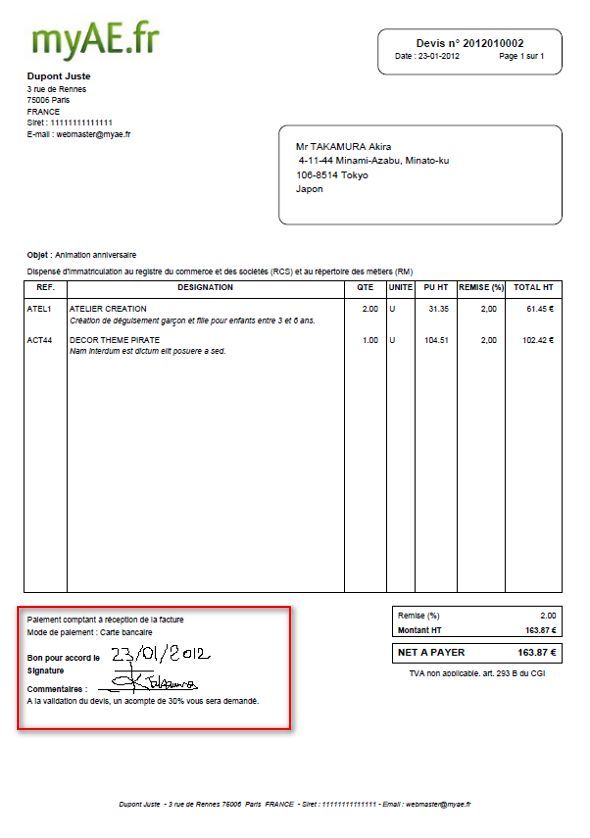 myAE.fr
Devis n° 2012010002
Date : 23-01-2012 Page 1 sur 1
Dupont Juste
3 rue de Rennes
75006 Paris
FRANCE
Siret : 11111111111111
E-mail : webmaster@myae.fr
Mr TAKAMURA Akira
4-11-44 Minami-Azabu, Minato-ku
106-8514 Tokyo
Japon
Objet : Animation anniversaire
Dispensé d'immatriculation au registre du commerce et des sociétés (RCS) et au répertoire des métiers (RM)
REF. DESIGNATION QTE UNITE PU HT REMISE (%) TOTAL HT
ATEL1 ATELIER CREATION 2.00 U 31.35 2,00 61.45 €
Création de déguisement garçon et fille pour enfants entre 3 et 6 ans.
ACT44 DECOR THEME PIRATE 1.00 U 104.51 2,00 102.42 €
Nam interdum est dictum elit posuere a sed.
Paiement comptant à réception de la facture
Mode de paiement : Carte bancaire
Bon pour accord le 23/01/2012
Signature
Commentaires :
A la validation du devis, un acompte de 30% vous sera demandé.
Remise (%) 2.00
Montant HT 163.87 €
NET A PAYER 163.87 €
TVA non applicable, art. 293 B du CGI
Dupont Juste - 3 rue de Rennes 75006 Paris FRANCE - Siret : 11111111111111 - Email : webmaster@myae.fr